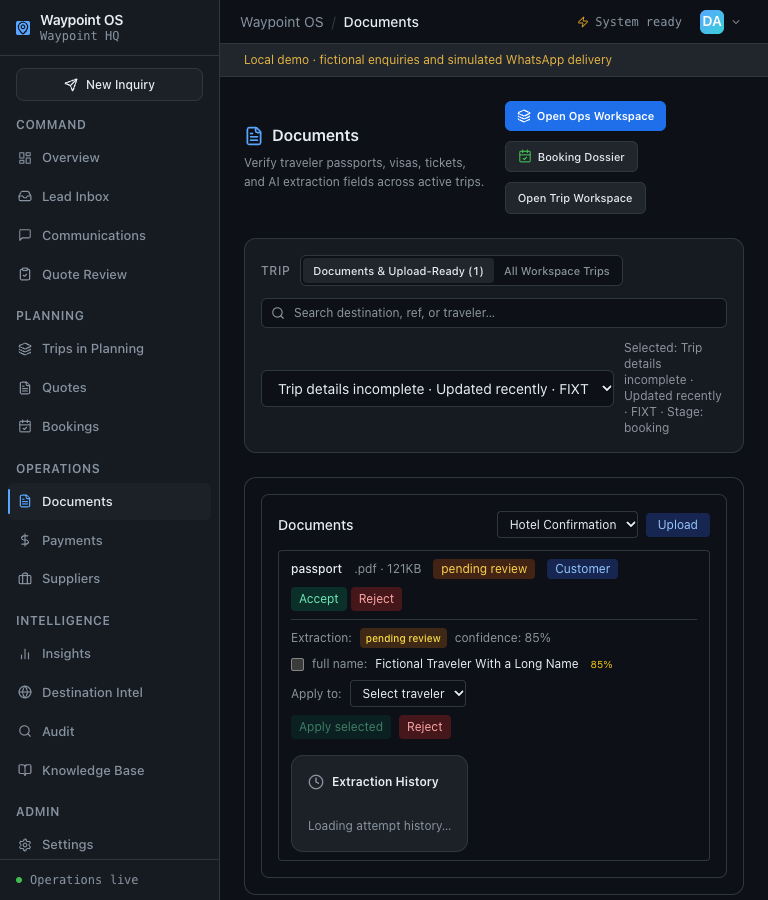 Waypoint OS
Waypoint HQ
New Inquiry
COMMAND
Overview
Lead Inbox
Communications
Quote Review
PLANNING
Trips in Planning
Quotes
Bookings
OPERATIONS
Documents
Payments
Suppliers
INTELLIGENCE
Insights
Destination Intel
Audit
Knowledge Base
ADMIN
Settings
Operations live
Waypoint OS / Documents
System ready
DA
Local demo · fictional enquiries and simulated WhatsApp delivery
Documents
Verify traveler passports, visas, tickets,
and AI extraction fields across active trips.
Open Ops Workspace
Booking Dossier
Open Trip Workspace
TRIP
Documents & Upload-Ready (1)
All Workspace Trips
Search destination, ref, or traveler...
Trip details incomplete · Updated recently · FIXT
Selected: Trip
details
incomplete ·
Updated recently
· FIXT · Stage:
booking
Documents
Hotel Confirmation
Upload
passport .pdf · 121KB pending review Customer
Accept Reject
Extraction: pending review confidence: 85%
full name: Fictional Traveler With a Long Name 85%
Apply to: Select traveler
Apply selected Reject
Extraction History
Loading attempt history...